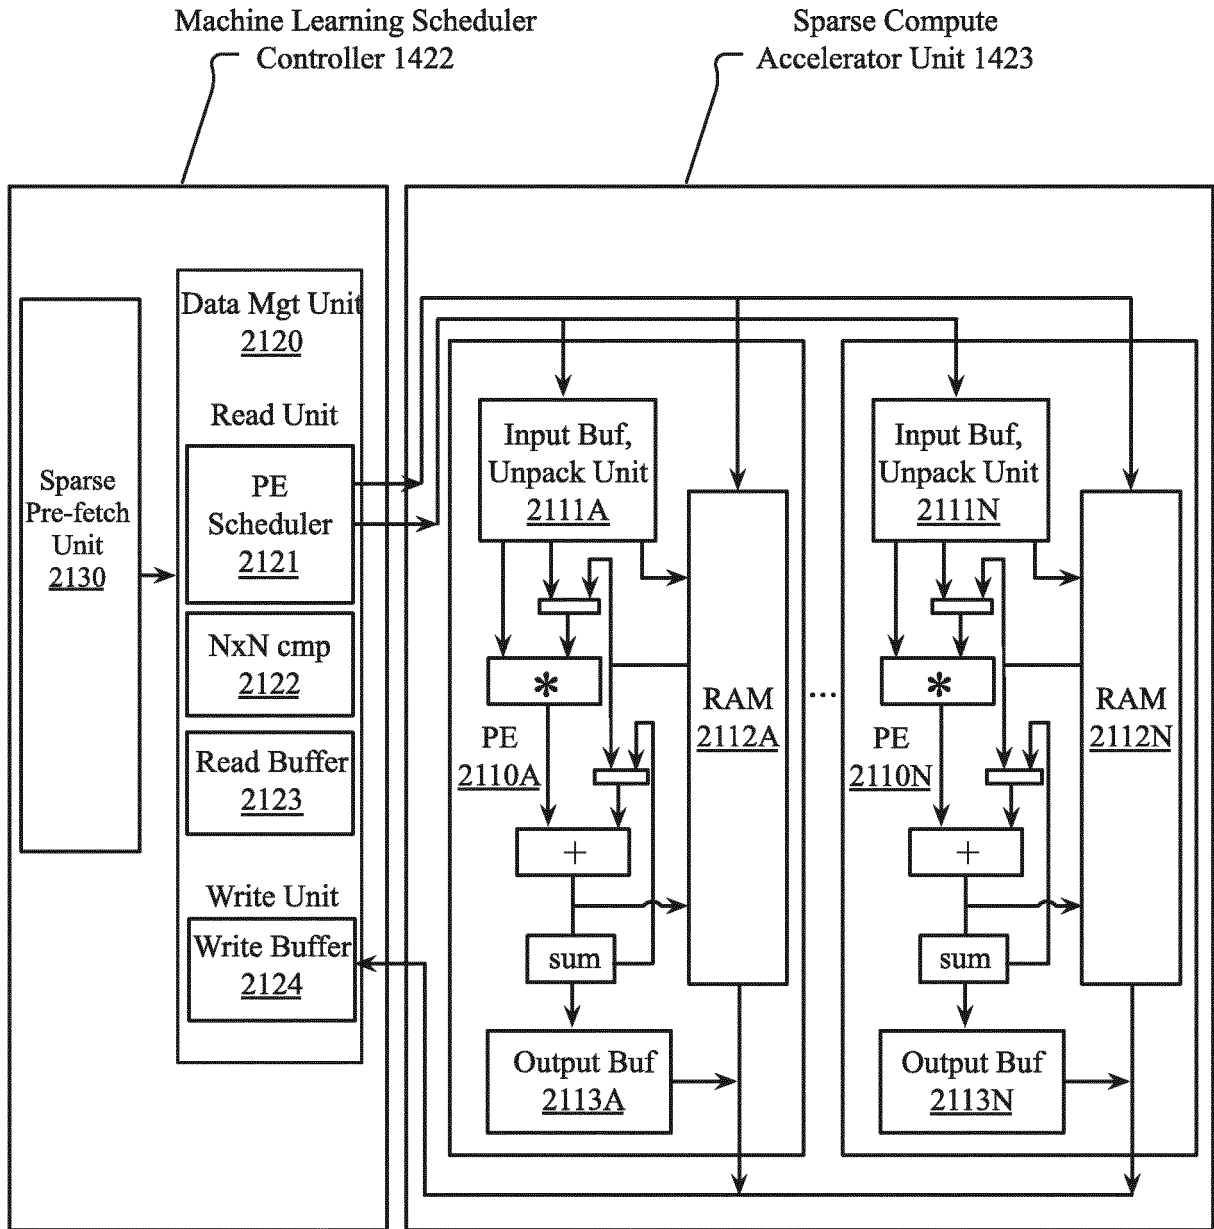 Machine Learning Scheduler
Controller 1422
Sparse Compute
Accelerator Unit 1423
Sparse
Pre-fetch
Unit
2130
Data Mgt Unit
2120
Read Unit
PE
Scheduler
2121
NxN cmp
2122
Read Buffer
2123
Write Unit
Write Buffer
2124
Input Buf,
Unpack Unit
2111A
*
PE
2110A
+
sum
Output Buf
2113A
RAM
2112A
...
Input Buf,
Unpack Unit
2111N
*
PE
2110N
+
sum
Output Buf
2113N
RAM
2112N